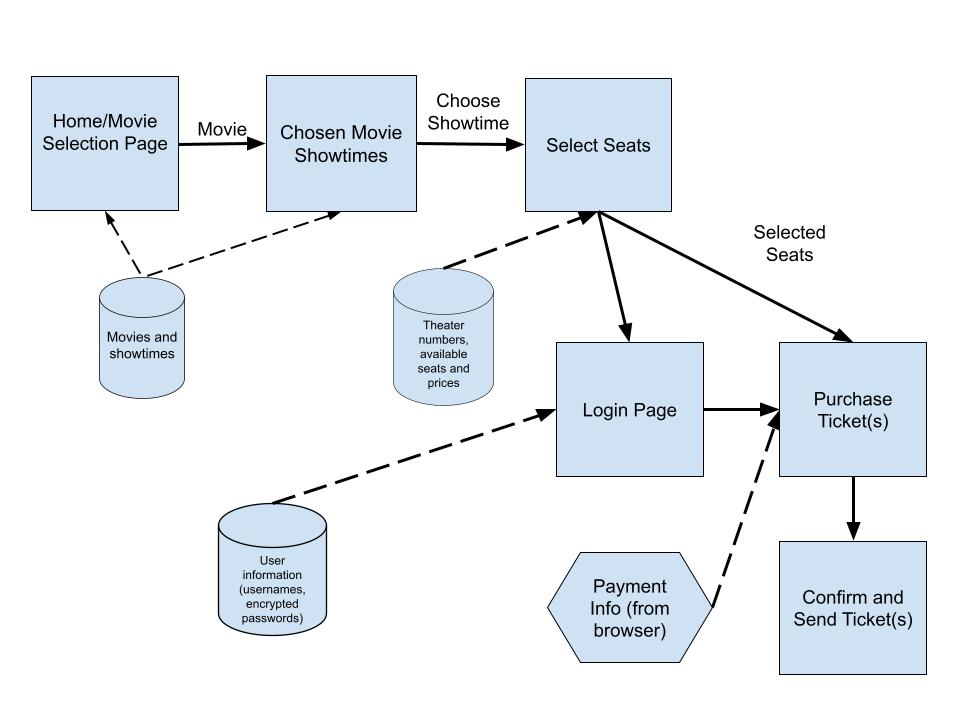 Home/Movie
Selection Page
Movie
Chosen Movie
Showtimes
Choose
Showtime
Select Seats
Selected
Seats
Movies and
showtimes
Theater
numbers,
available
seats and
prices
Login Page
Purchase
Ticket(s)
User
information
(usernames,
encrypted
passwords)
Payment
Info (from
browser)
Confirm and
Send Ticket(s)